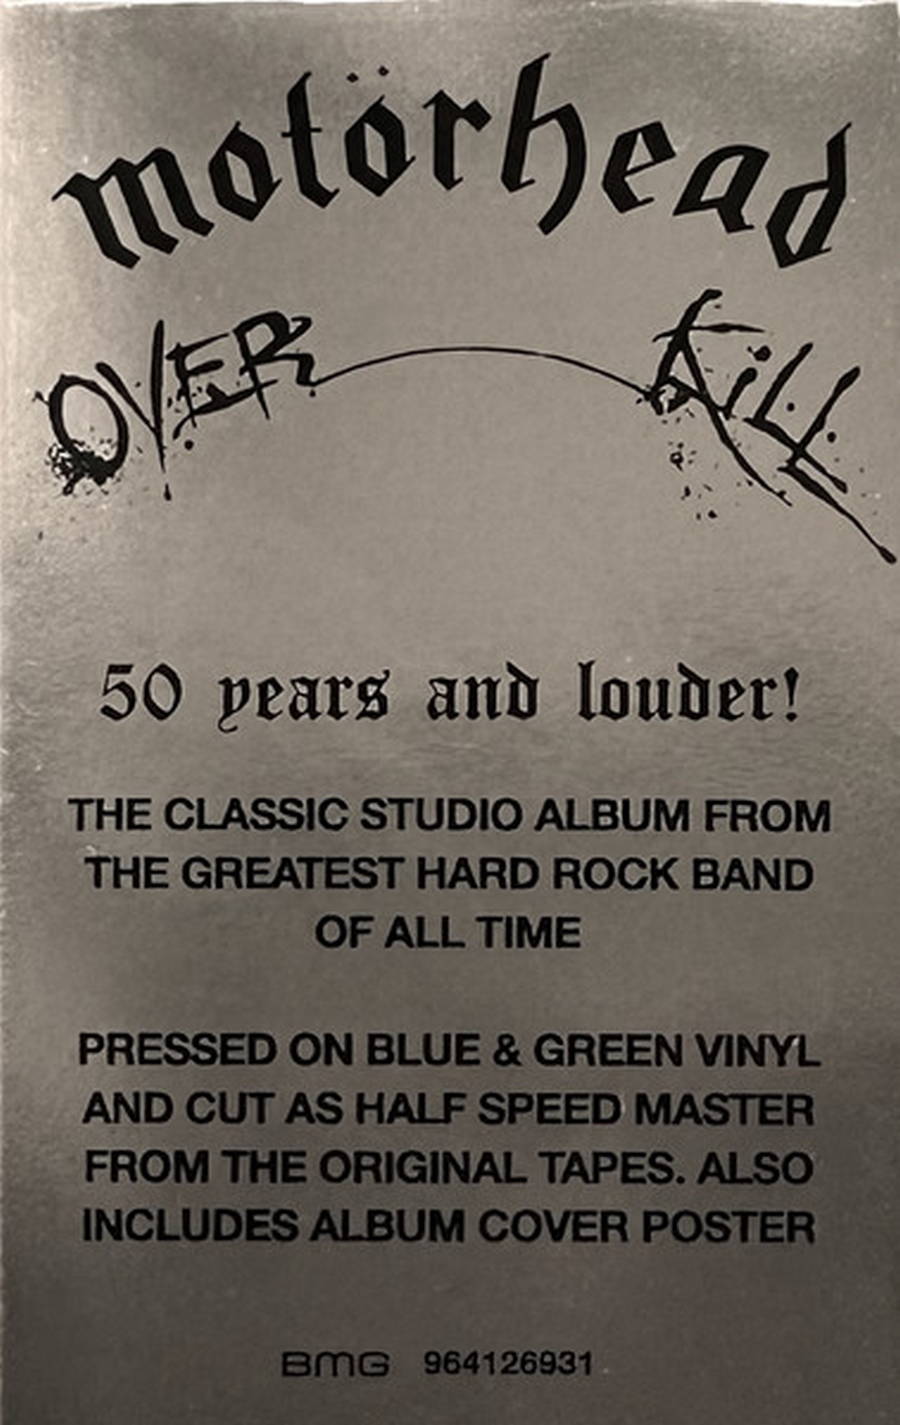 motörhead
OVER KiLL
50 years and louder!
THE CLASSIC STUDIO ALBUM FROM
THE GREATEST HARD ROCK BAND
OF ALL TIME
PRESSED ON BLUE & GREEN VINYL
AND CUT AS HALF SPEED MASTER
FROM THE ORIGINAL TAPES. ALSO
INCLUDES ALBUM COVER POSTER
BMG 964126931